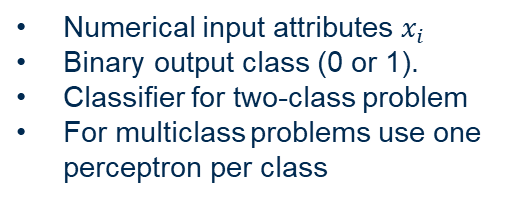 • Numerical input attributes xᵢ
• Binary output class (0 or 1).
• Classifier for two-class problem
• For multiclass problems use one
perceptron per class